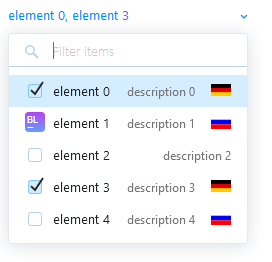 element 0, element 3
Filter items
element 0 description 0
BL element 1 description 1
element 2 description 2
element 3 description 3
element 4 description 4